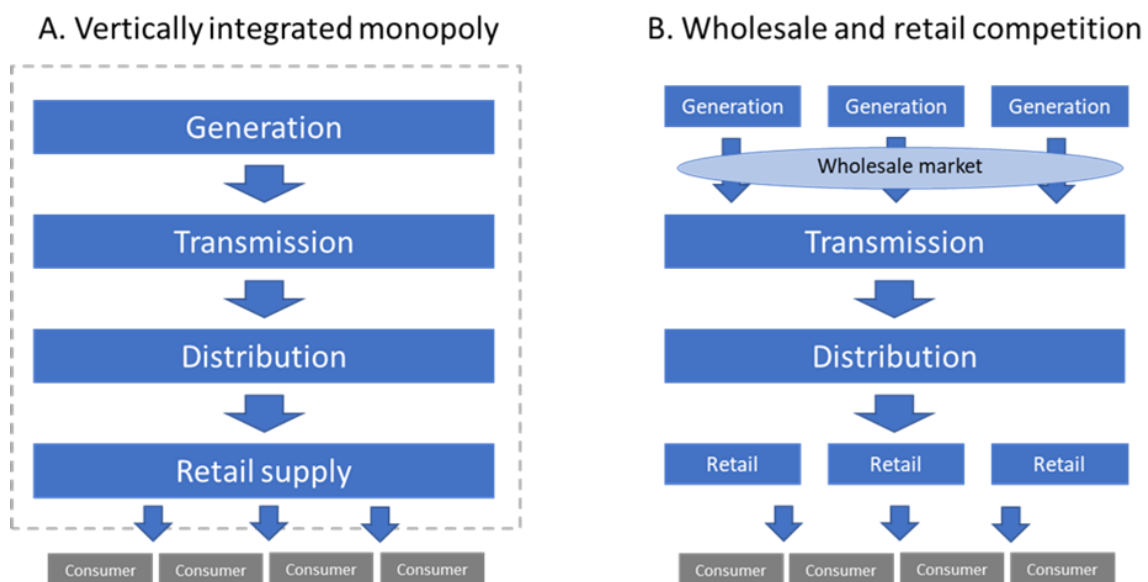 A. Vertically integrated monopoly
Generation
Transmission
Distribution
Retail supply
Consumer Consumer Consumer Consumer
B. Wholesale and retail competition
Generation Generation Generation
Wholesale market
Transmission
Distribution
Retail Retail Retail
Consumer Consumer Consumer Consumer